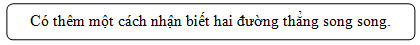 Có thêm một cách nhận biết hai đường thẳng song song.